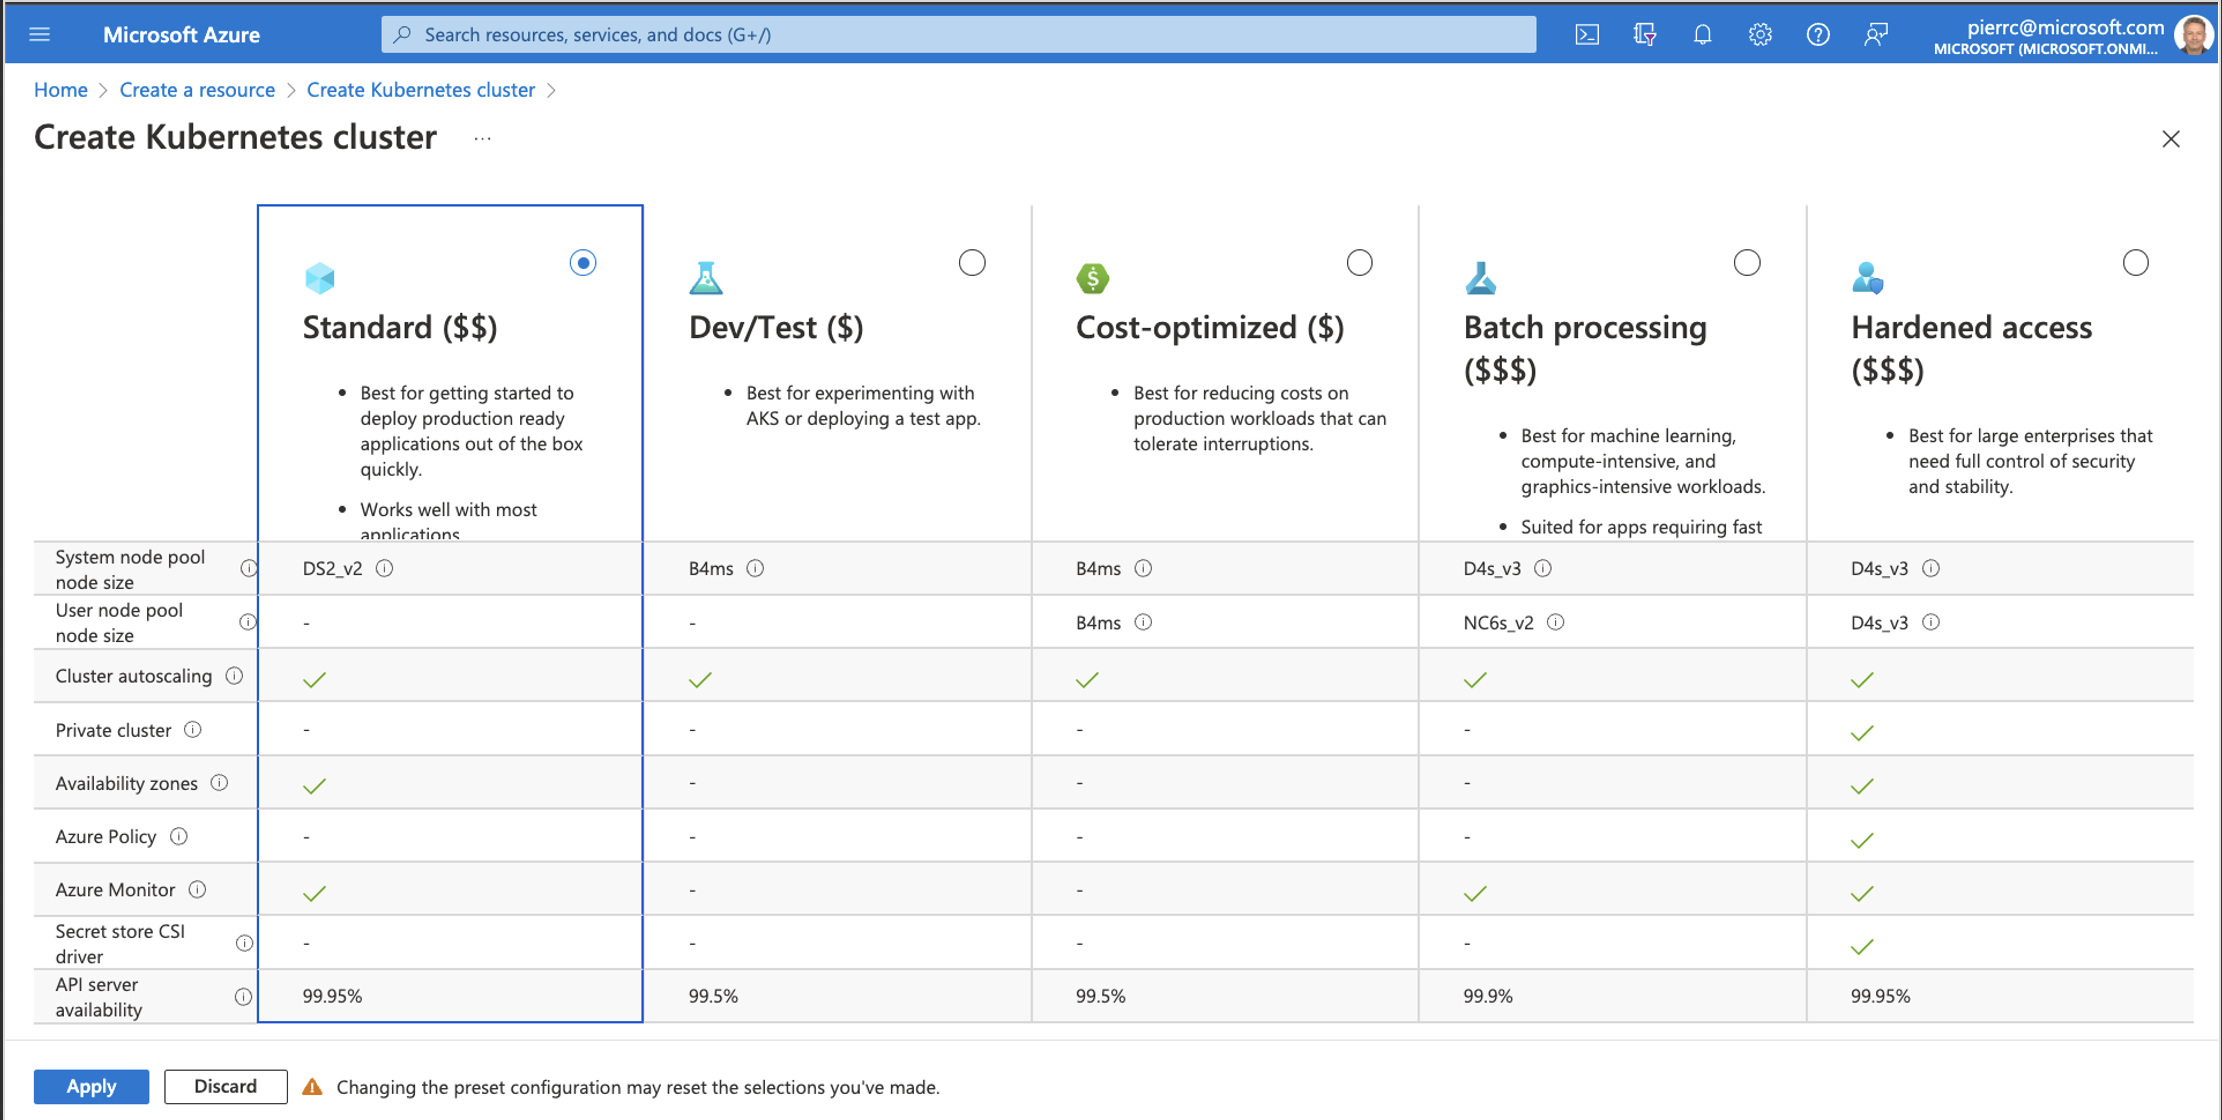 Microsoft Azure
Search resources, services, and docs (G+/)
pierrc@microsoft.com
MICROSOFT (MICROSOFT.ONMI...
Home > Create a resource > Create Kubernetes cluster >
Create Kubernetes cluster ...
Standard ($$)
• Best for getting started to
deploy production ready
applications out of the box
quickly.
• Works well with most
applications
Dev/Test ($)
• Best for experimenting with
AKS or deploying a test app.
Cost-optimized ($)
• Best for reducing costs on
production workloads that can
tolerate interruptions.
Batch processing
($$$)
• Best for machine learning,
compute-intensive, and
graphics-intensive workloads.
• Suited for apps requiring fast
Hardened access
($$$)
• Best for large enterprises that
need full control of security
and stability.
System node pool
node size
DS2_v2
B4ms
B4ms
D4s_v3
D4s_v3
User node pool
node size
-
-
B4ms
NC6s_v2
D4s_v3
Cluster autoscaling
Private cluster
-
-
-
-
Availability zones
-
-
-
Azure Policy
-
-
-
-
Azure Monitor
-
-
Secret store CSI
driver
-
-
-
-
API server
availability
99.95%
99.5%
99.5%
99.9%
99.95%
Apply
Discard
Changing the preset configuration may reset the selections you've made.